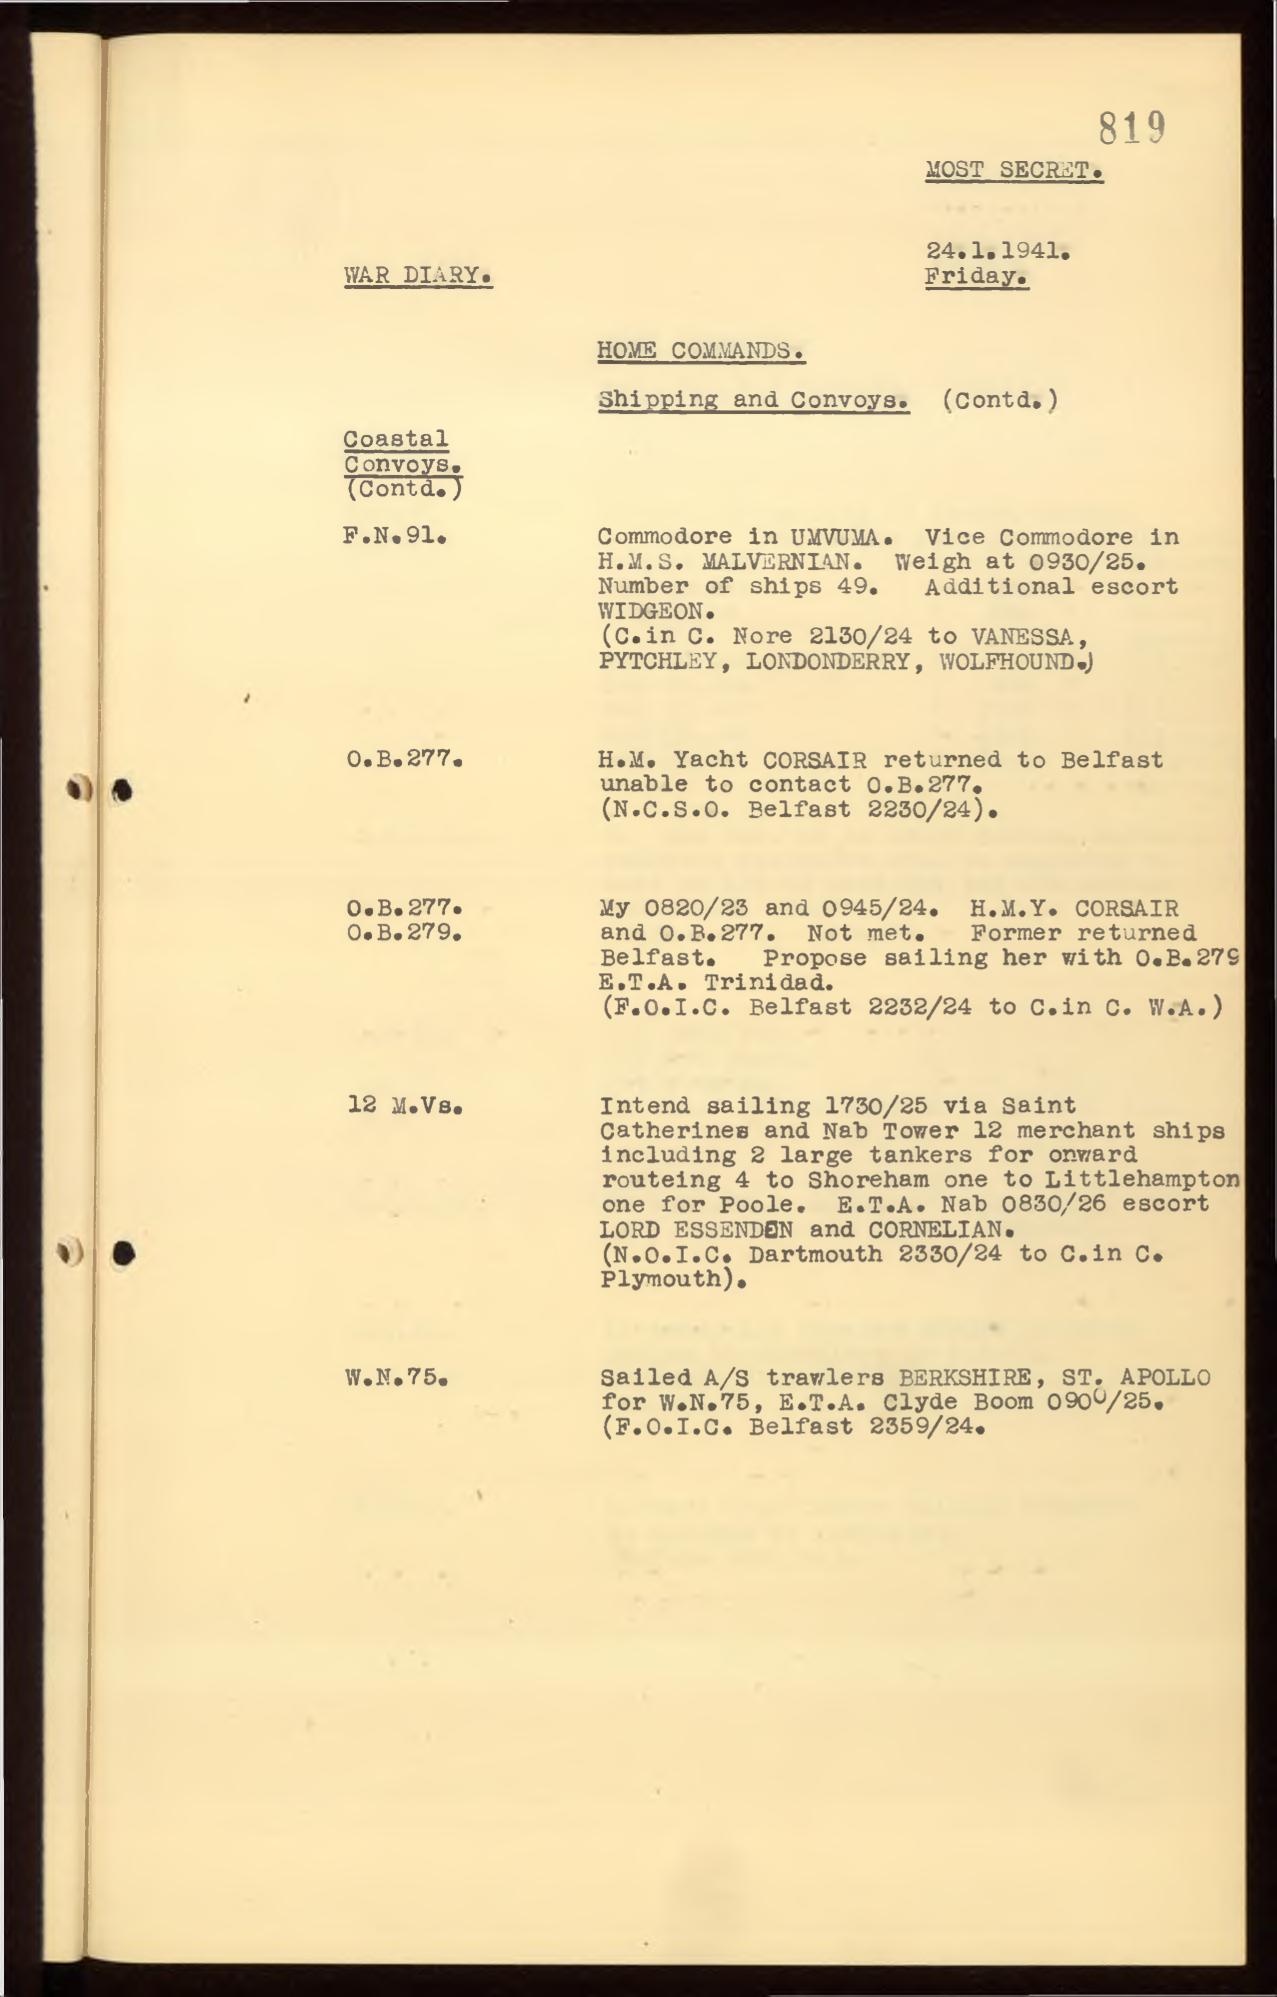 819
MOST SECRET.
24.1.1941.
WAR DIARY. Friday.
HOME COMMANDS.
Shipping and Convoys. (Contd.)
Coastal
Convoys.
(Contd.)
F.N.91. Commodore in UMVUMA. Vice Commodore in
H.M.S. MALVERNIAN. Weigh at 0930/25.
Number of ships 49. Additional escort
WIDGEON.
(C.in C. Nore 2130/24 to VANESSA,
PYTCHLEY, LONDONDERRY, WOLFHOUND.)
O.B.277. H.M. Yacht CORSAIR returned to Belfast
unable to contact O.B.277.
(N.C.S.O. Belfast 2230/24).
O.B.277. My 0820/23 and 0945/24. H.M.Y. CORSAIR
O.B.279. and O.B.277. Not met. Former returned
Belfast. Propose sailing her with O.B.279
E.T.A. Trinidad.
(F.O.I.C. Belfast 2232/24 to C.in C. W.A.)
12 M.Vs. Intend sailing 1730/25 via Saint
Catherines and Nab Tower 12 merchant ships
including 2 large tankers for onward
routeing 4 to Shoreham one to Littlehampton
one for Poole. E.T.A. Nab 0830/26 escort
LORD ESSENDON and CORNELIAN.
(N.O.I.C. Dartmouth 2330/24 to C.in C.
Plymouth).
W.N.75. Sailed A/S trawlers BERKSHIRE, ST. APOLLO
for W.N.75, E.T.A. Clyde Boom 0900/25.
(F.O.I.C. Belfast 2359/24.